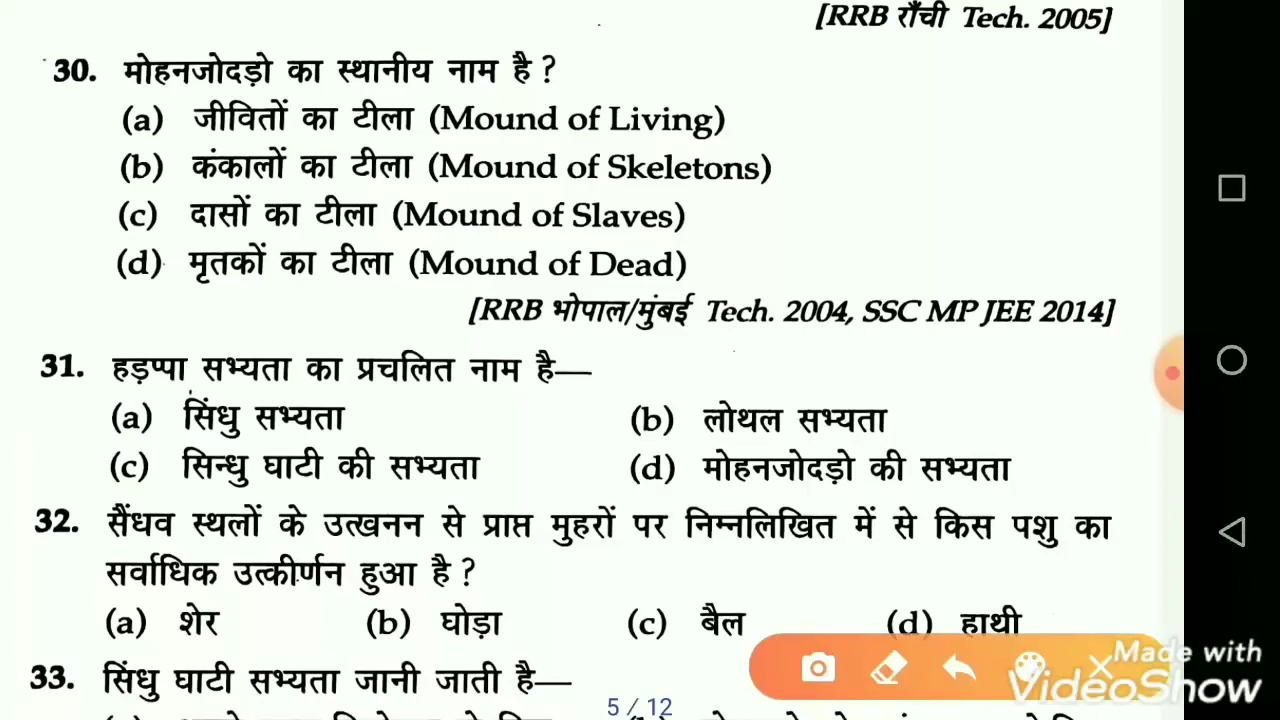 [RRB राँची Tech. 2005]
30. मोहनजोदड़ो का स्थानीय नाम है ?
(a) जीवितों का टीला (Mound of Living)
(b) कंकालों का टीला (Mound of Skeletons)
(c) दासों का टीला (Mound of Slaves)
(d) मृतकों का टीला (Mound of Dead)
[RRB भोपाल/मुंबई Tech. 2004, SSC MP JEE 2014]
31. हड़प्पा सभ्यता का प्रचलित नाम है—
(a) सिंधु सभ्यता (b) लोथल सभ्यता
(c) सिन्धु घाटी की सभ्यता (d) मोहनजोदड़ो की सभ्यता
32. सैंधव स्थलों के उत्खनन से प्राप्त मुहरों पर निम्नलिखित में से किस पशु का
सर्वाधिक उत्कीर्णन हुआ है ?
(a) शेर (b) घोड़ा (c) बैल (d) हाथी
33. सिंधु घाटी सभ्यता जानी जाती है—
5 / 12
Made with
VideoShow